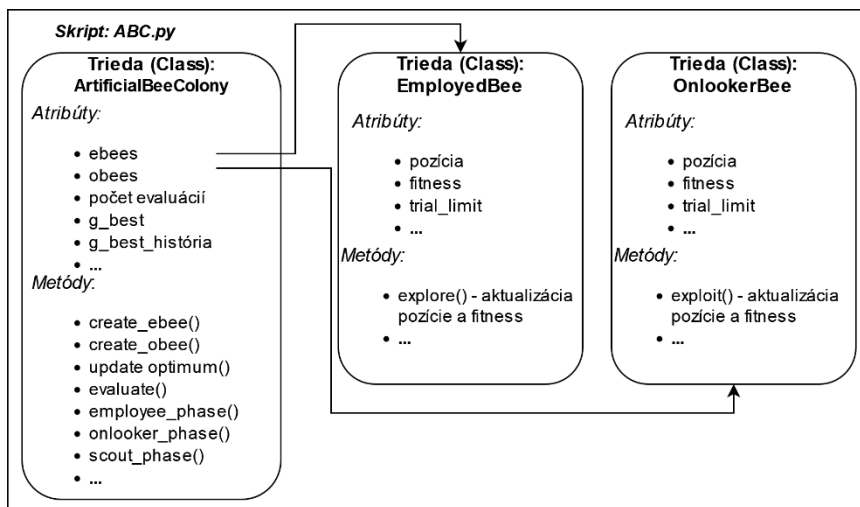 Skript: ABC.py
Trieda (Class):
ArtificialBeeColony
Atribúty:
• ebees
• obees
• počet evaluácií
• g_best
• g_best_história
• ...
Metódy:
• create_ebee()
• create_obee()
• update optimum()
• evaluate()
• employee_phase()
• onlooker_phase()
• scout_phase()
• ...
Trieda (Class):
EmployedBee
Atribúty:
• pozícia
• fitness
• trial_limit
• ...
Metódy:
• explore() - aktualizácia
pozície a fitness
• ...
Trieda (Class):
OnlookerBee
Atribúty:
• pozícia
• fitness
• trial_limit
• ...
Metódy:
• exploit() - aktualizácia
pozície a fitness
• ...